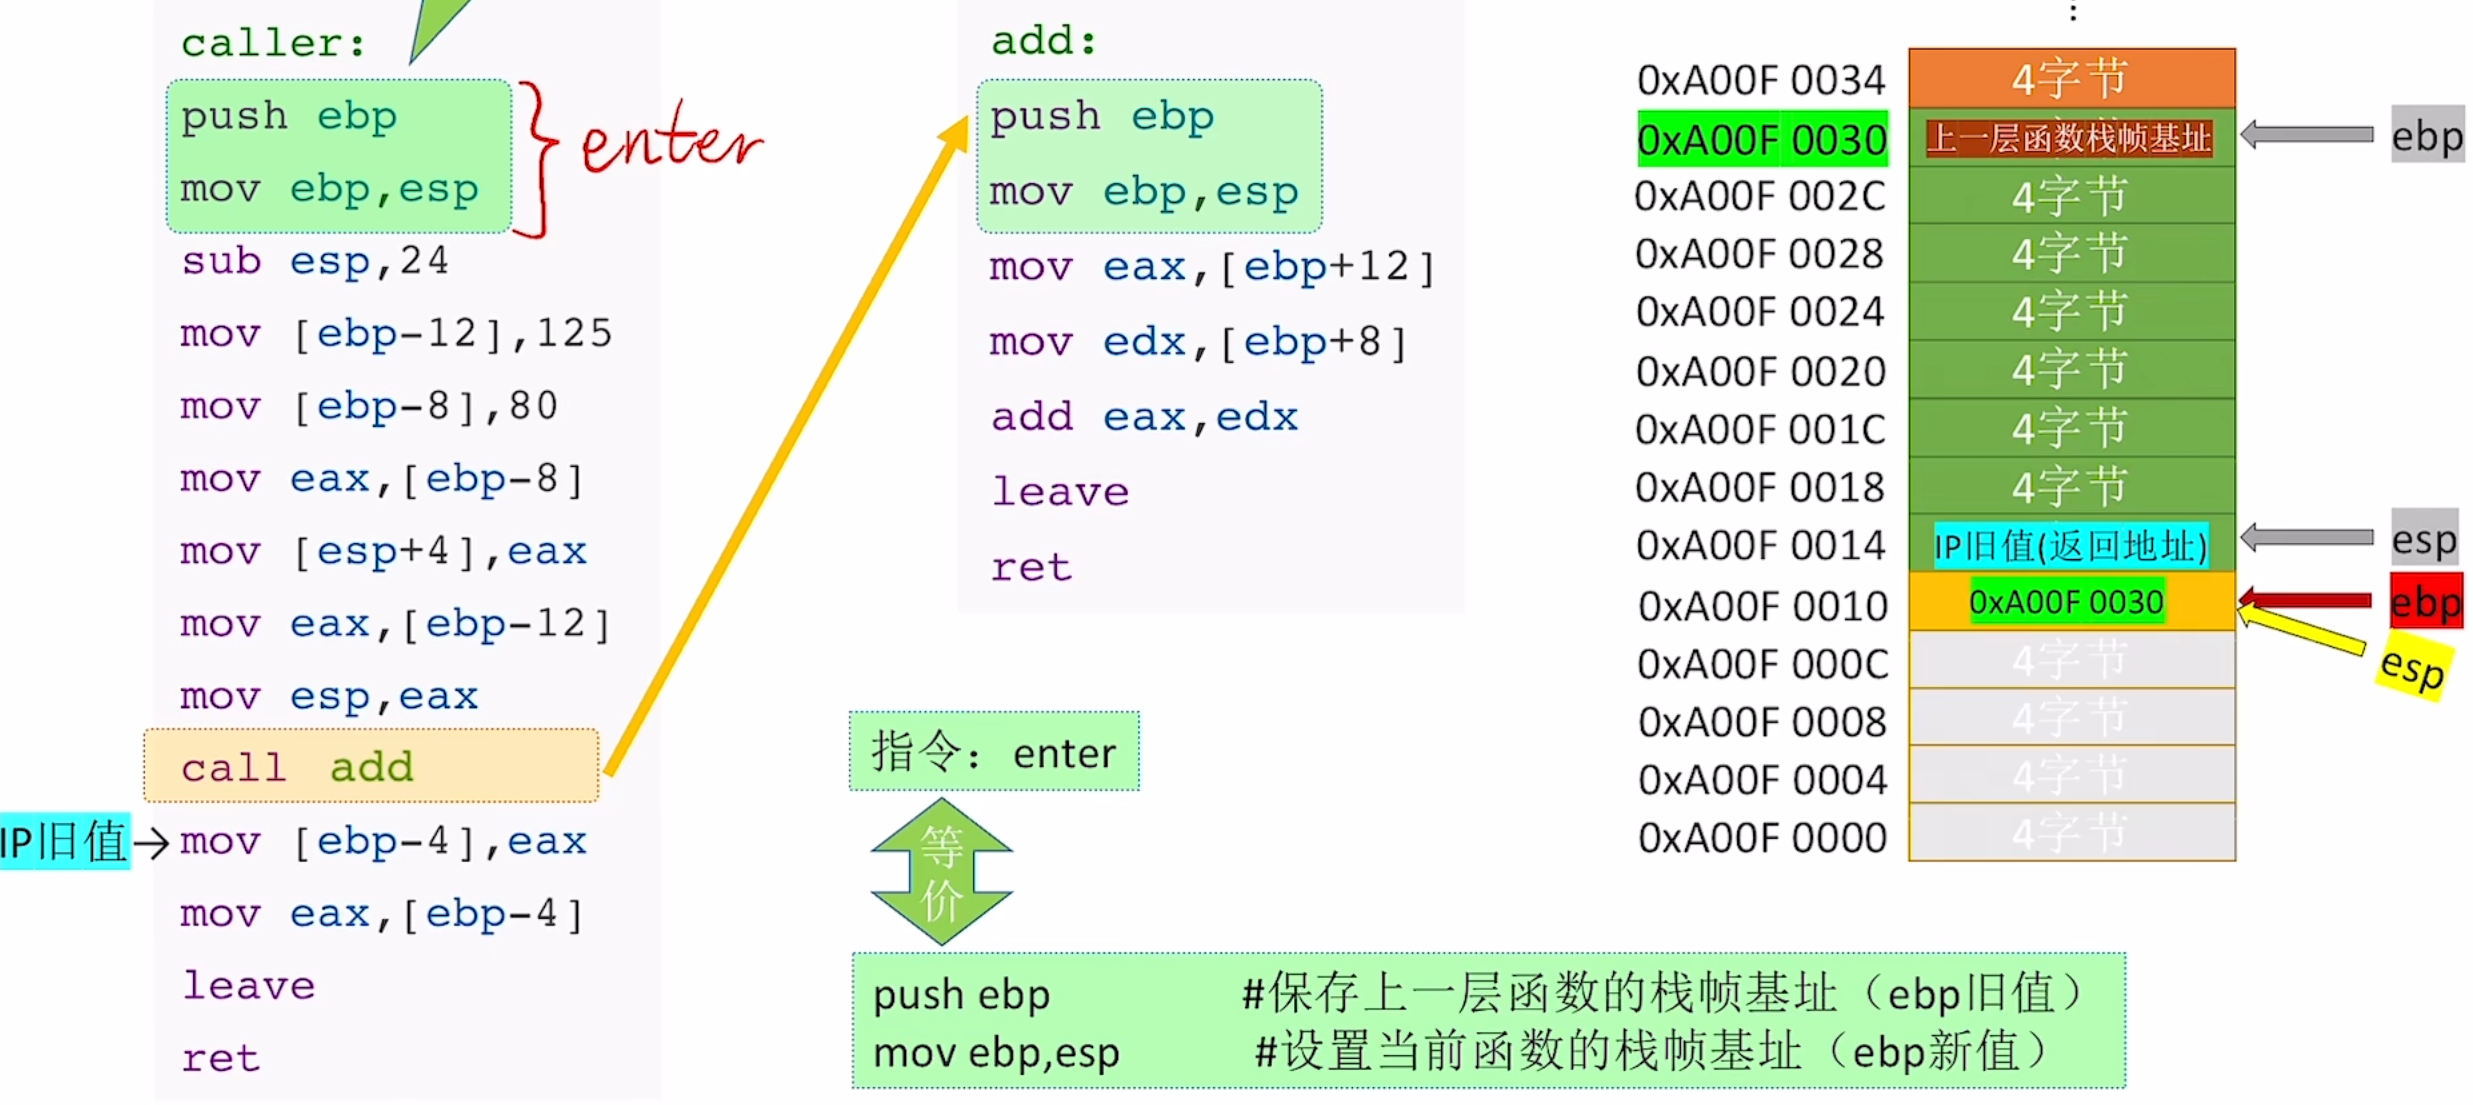 caller:
push ebp
mov ebp,esp
enter
sub esp,24
mov [ebp-12],125
mov [ebp-8],80
mov eax,[ebp-8]
mov [esp+4],eax
mov eax,[ebp-12]
mov esp,eax
call add
IP旧值→mov [ebp-4],eax
mov eax,[ebp-4]
leave
ret
add:
push ebp
mov ebp,esp
mov eax,[ebp+12]
mov edx,[ebp+8]
add eax,edx
leave
ret
指令：enter
等
价
push ebp #保存上一层函数的栈帧基址（ebp旧值）
mov ebp,esp #设置当前函数的栈帧基址（ebp新值）
⋮
0xA00F 0034 4字节
0xA00F 0030 上一层函数栈帧基址 ebp
0xA00F 002C 4字节
0xA00F 0028 4字节
0xA00F 0024 4字节
0xA00F 0020 4字节
0xA00F 001C 4字节
0xA00F 0018 4字节
0xA00F 0014 IP旧值(返回地址) esp
0xA00F 0010 0xA00F 0030 ebp
esp
0xA00F 000C 4字节
0xA00F 0008 4字节
0xA00F 0004 4字节
0xA00F 0000 4字节